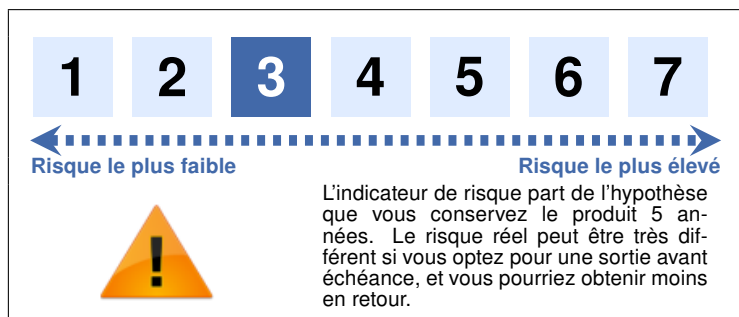 1 2 3 4 5 6 7
Risque le plus faible Risque le plus élevé
L'indicateur de risque part de l'hypothèse
que vous conservez le produit 5 an-
nées. Le risque réel peut être très dif-
férent si vous optez pour une sortie avant
échéance, et vous pourriez obtenir moins
en retour.
!